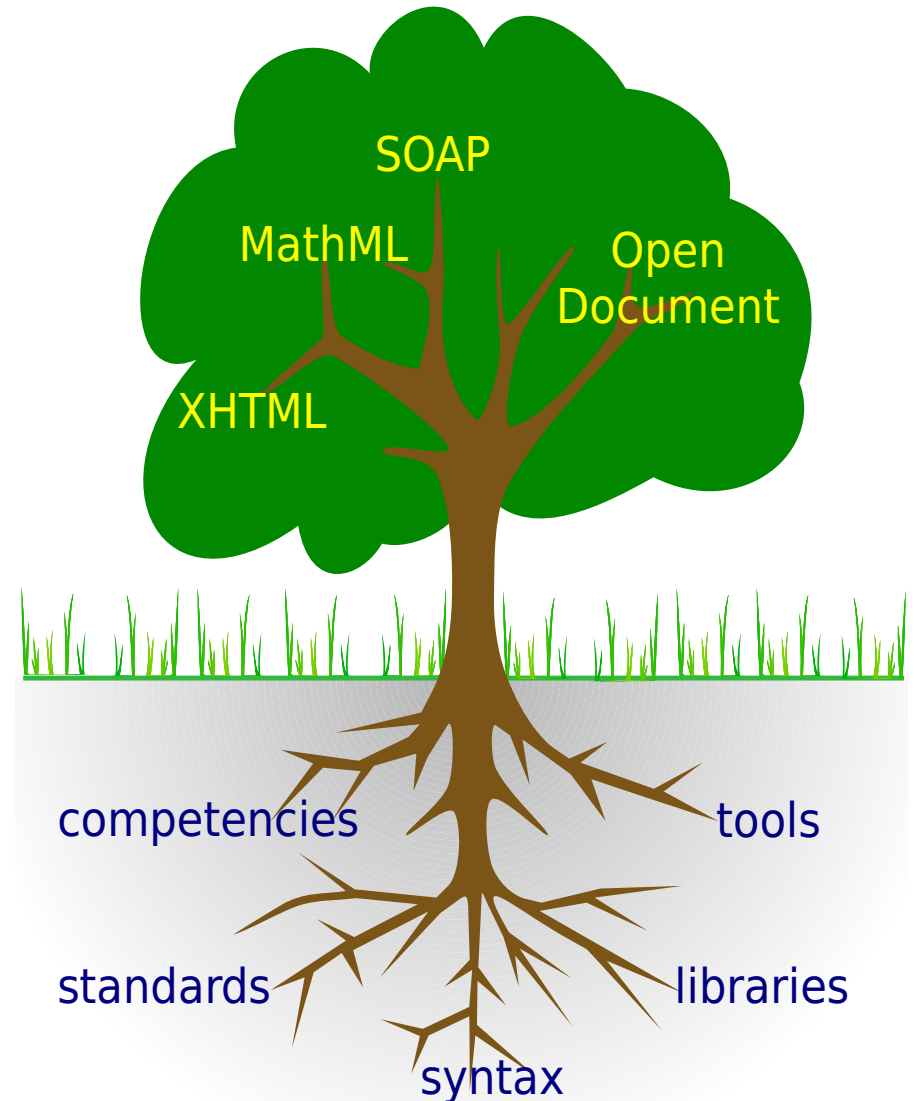 SOAP
MathML
Open
Document
XHTML
competencies
tools
standards
libraries
syntax